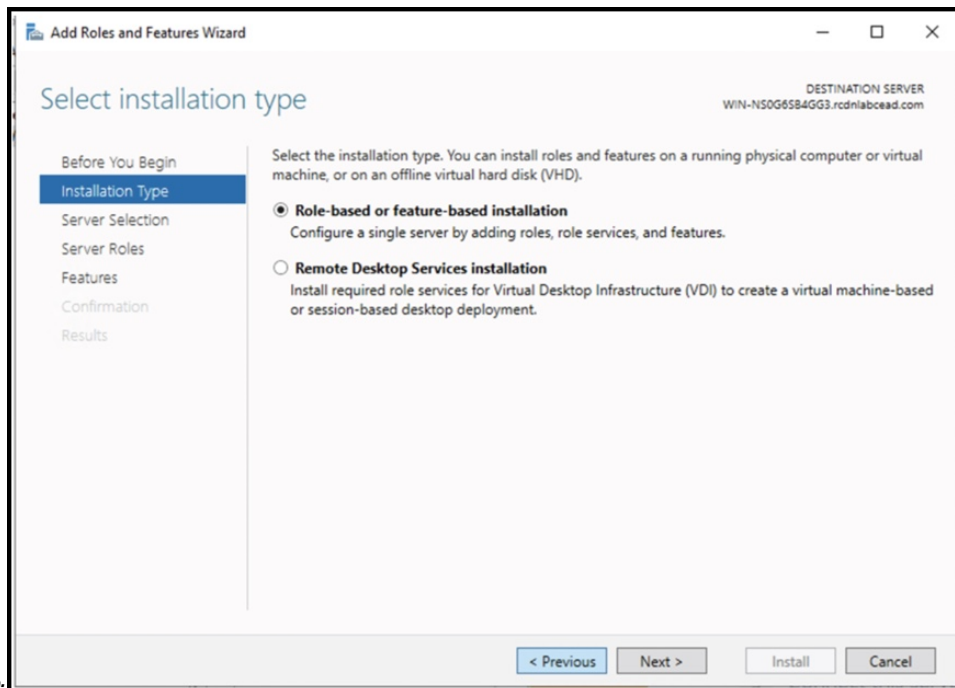 Add Roles and Features Wizard
Select installation type
DESTINATION SERVER
WIN-NS0G6SB4GG3.rcdnlabcead.com
Before You Begin
Installation Type
Server Selection
Server Roles
Features
Confirmation
Results
Select the installation type. You can install roles and features on a running physical computer or virtual
machine, or on an offline virtual hard disk (VHD).
Role-based or feature-based installation
Configure a single server by adding roles, role services, and features.
Remote Desktop Services installation
Install required role services for Virtual Desktop Infrastructure (VDI) to create a virtual machine-based
or session-based desktop deployment.
< Previous
Next >
Install
Cancel